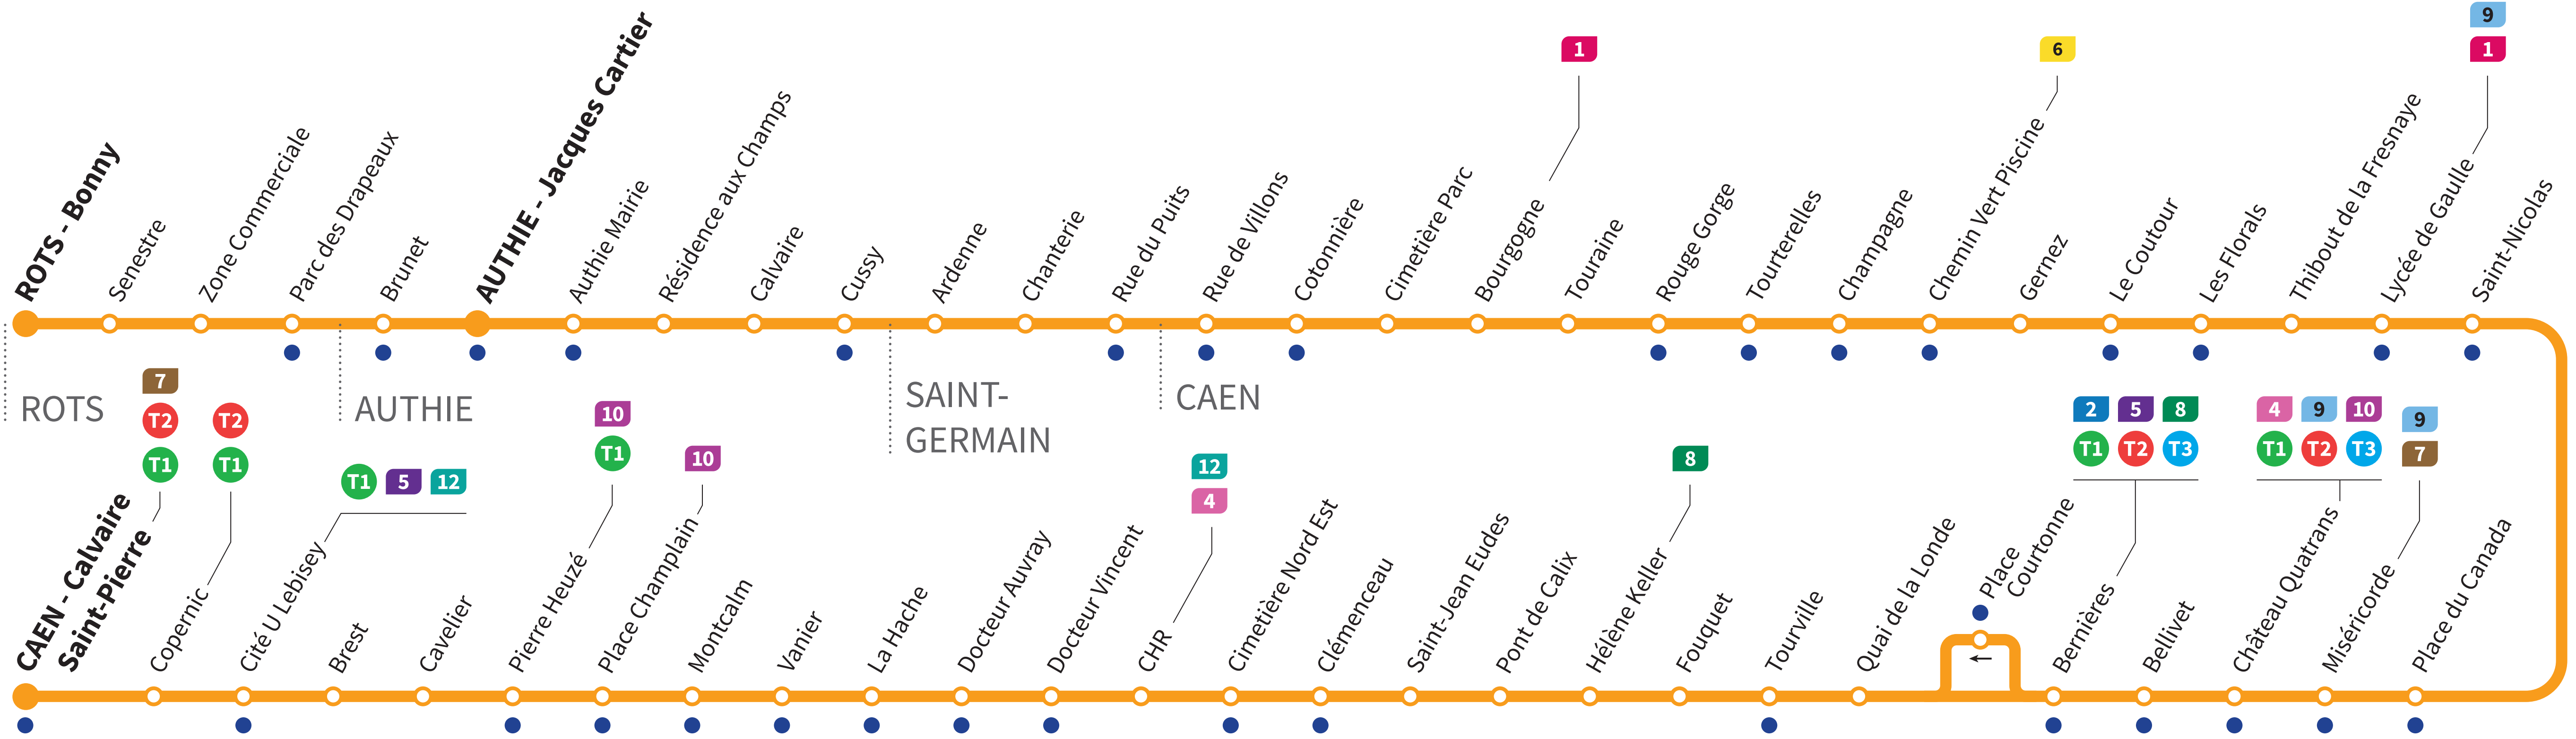 ROTS - Bonny
Senestre
Zone Commerciale
Parc des Drapeaux
Brunet
AUTHIE - Jacques Cartier
Authie Mairie
Résidence aux Champs
Calvaire
Cussy
Ardenne
Chanterie
Rue du Puits
Rue de Villons
Cotonnière
Cimetière Parc
1
Bourgogne
Touraine
Rouge Gorge
Tourterelles
Champagne
6
Chemin Vert Piscine
Gernez
Le Coutour
Les Florals
Thibout de la Fresnaye
9
1
Lycée de Gaulle
Saint-Nicolas
ROTS
AUTHIE
SAINT-
GERMAIN
CAEN
7
T2
T1
CAEN - Calvaire
Saint-Pierre
T2
T1
Copernic
T1 5 12
Cité U Lebisey
Brest
Cavelier
10
T1
Pierre Heuzé
10
Place Champlain
Montcalm
Vanier
La Hache
Docteur Auvray
Docteur Vincent
12
4
CHR
Cimetière Nord Est
Clémenceau
Saint-Jean Eudes
Pont de Calix
8
Hélène Keller
Fouquet
Tourville
Quai de la Londe
Place
Courtonne
2 5 8
T1 T2 T3
Bernières
Bellivet
4 9 10
T1 T2 T3
Château Quatrans
9
7
Miséricorde
Place du Canada